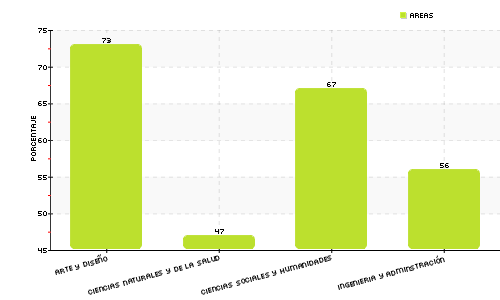 AREAS
75
73
70
67
65
60
56
55
50
47
45
PORCENTAJE
ARTE Y DISEÑO
CIENCIAS NATURALES Y DE LA SALUD
CIENCIAS SOCIALES Y HUMANIDADES
INGENIERIA Y ADMINSTRACIÓN